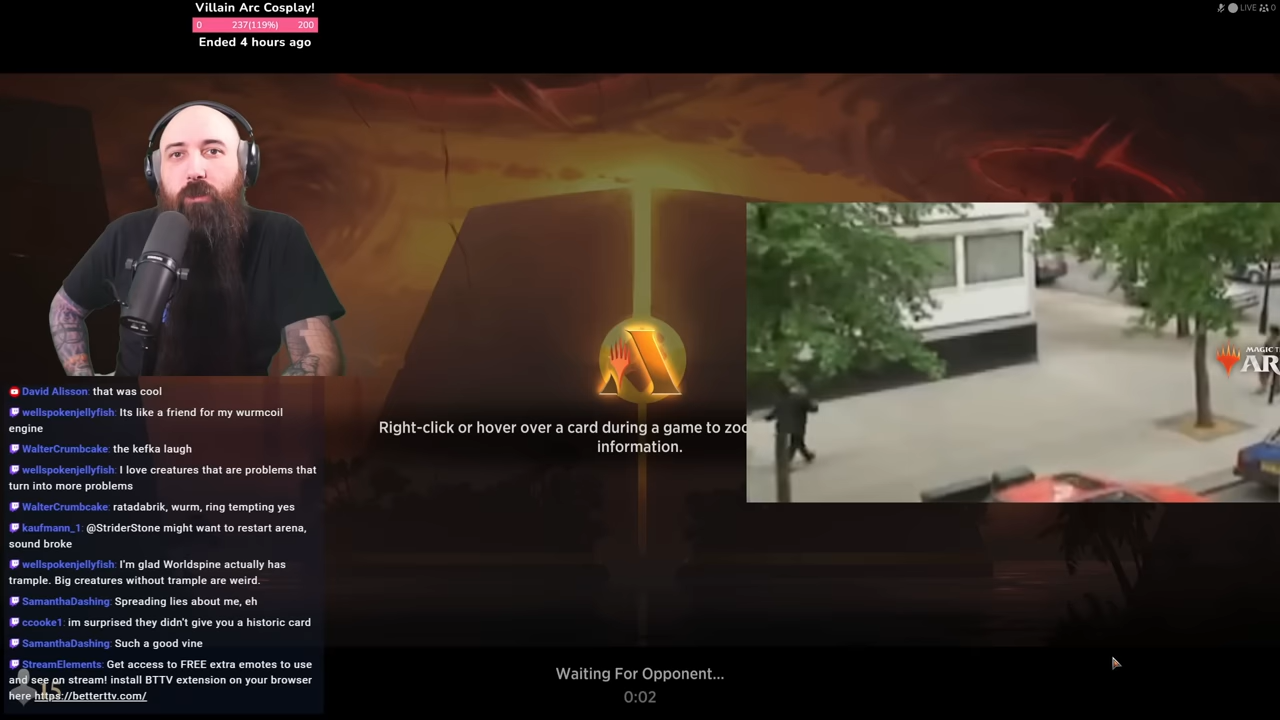 Villain Arc Cosplay!
0 237(119%) 200
Ended 4 hours ago
LIVE 0
David Alisson: that was cool
wellspokenjellyfish: Its like a friend for my wurmcoil
engine
WalterCrumbcake: the kefka laugh
wellspokenjellyfish: I love creatures that are problems that
turn into more problems
WalterCrumbcake: ratadabrik, wurm, ring tempting yes
kaufmann_1: @StriderStone might want to restart arena,
sound broke
wellspokenjellyfish: I'm glad Worldspine actually has
trample. Big creatures without trample are weird.
SamanthaDashing: Spreading lies about me, eh
ccooke1: im surprised they didn't give you a historic card
SamanthaDashing: Such a good vine
StreamElements: Get access to FREE extra emotes to use
and see on stream! install BTTV extension on your browser
here https://betterttv.com/
15
Right-click or hover over a card during a game to zoo
information.
MAGIC T
AR
Waiting For Opponent...
0:02